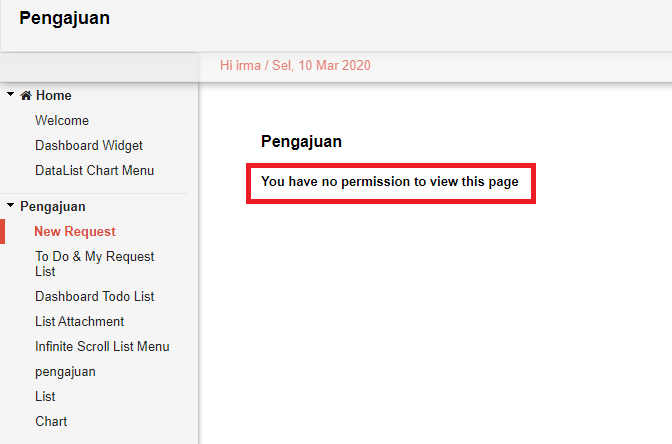 Pengajuan
Hi irma / Sel, 10 Mar 2020
Home
Welcome
Dashboard Widget
DataList Chart Menu
Pengajuan
New Request
To Do & My Request
List
Dashboard Todo List
List Attachment
Infinite Scroll List Menu
pengajuan
List
Chart
Pengajuan
You have no permission to view this page